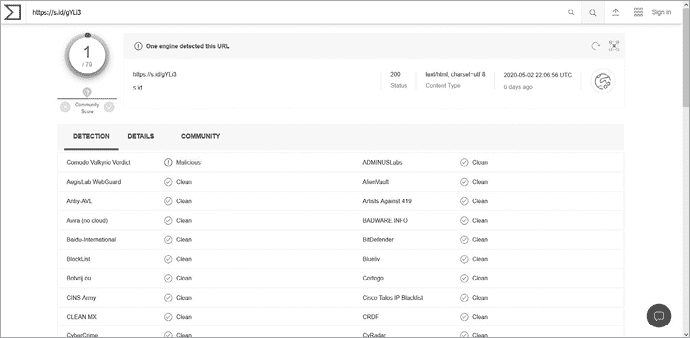 https://s.id/gYLi3
Sign in
1
/ 79
Community
Score
One engine detected this URL
https://s.id/gYLi3
s.id
200
Status
text/html; charset=utf-8
Content Type
2020-05-02 22:06:56 UTC
6 days ago
DETECTION DETAILS COMMUNITY
Comodo Valkyrie Verdict Malicious ADMINUSLabs Clean
AegisLab WebGuard Clean AlienVault Clean
Antiy-AVL Clean Artists Against 419 Clean
Avira (no cloud) Clean BADWARE.INFO Clean
Baidu-International Clean BitDefender Clean
BlockList Clean Blueliv Clean
Botvrij.eu Clean Certego Clean
CINS Army Clean Cisco Talos IP Blacklist Clean
CLEAN MX Clean CRDF Clean
CyberCrime Clean CyRadar Clean